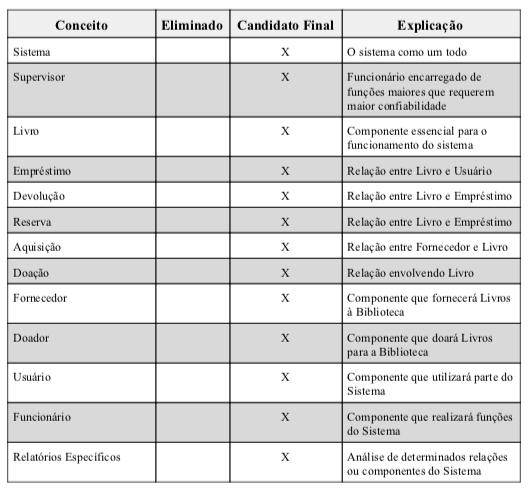 Conceito Eliminado Candidato Final Explicação
Sistema X O sistema como um todo
Supervisor X Funcionário encarregado de
funções maiores que requerem
maior confiabilidade
Livro X Componente essencial para o
funcionamento do sistema
Empréstimo X Relação entre Livro e Usuário
Devolução X Relação entre Livro e Empréstimo
Reserva X Relação entre Livro e Empréstimo
Aquisição X Relação entre Fornecedor e Livro
Doação X Relação envolvendo Livro
Fornecedor X Componente que fornecerá Livros
à Biblioteca
Doador X Componente que doará Livros
para a Biblioteca
Usuário X Componente que utilizará parte do
Sistema
Funcionário X Componente que realizará funções
do Sistema
Relatórios Específicos X Análise de determinados relações
ou componentes do Sistema